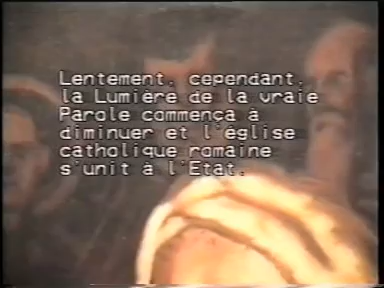 Lentement, cependant,
la Lumière de la vraie
Parole commença à
diminuer et l'église
catholique romaine
s'unit à l'Etat.